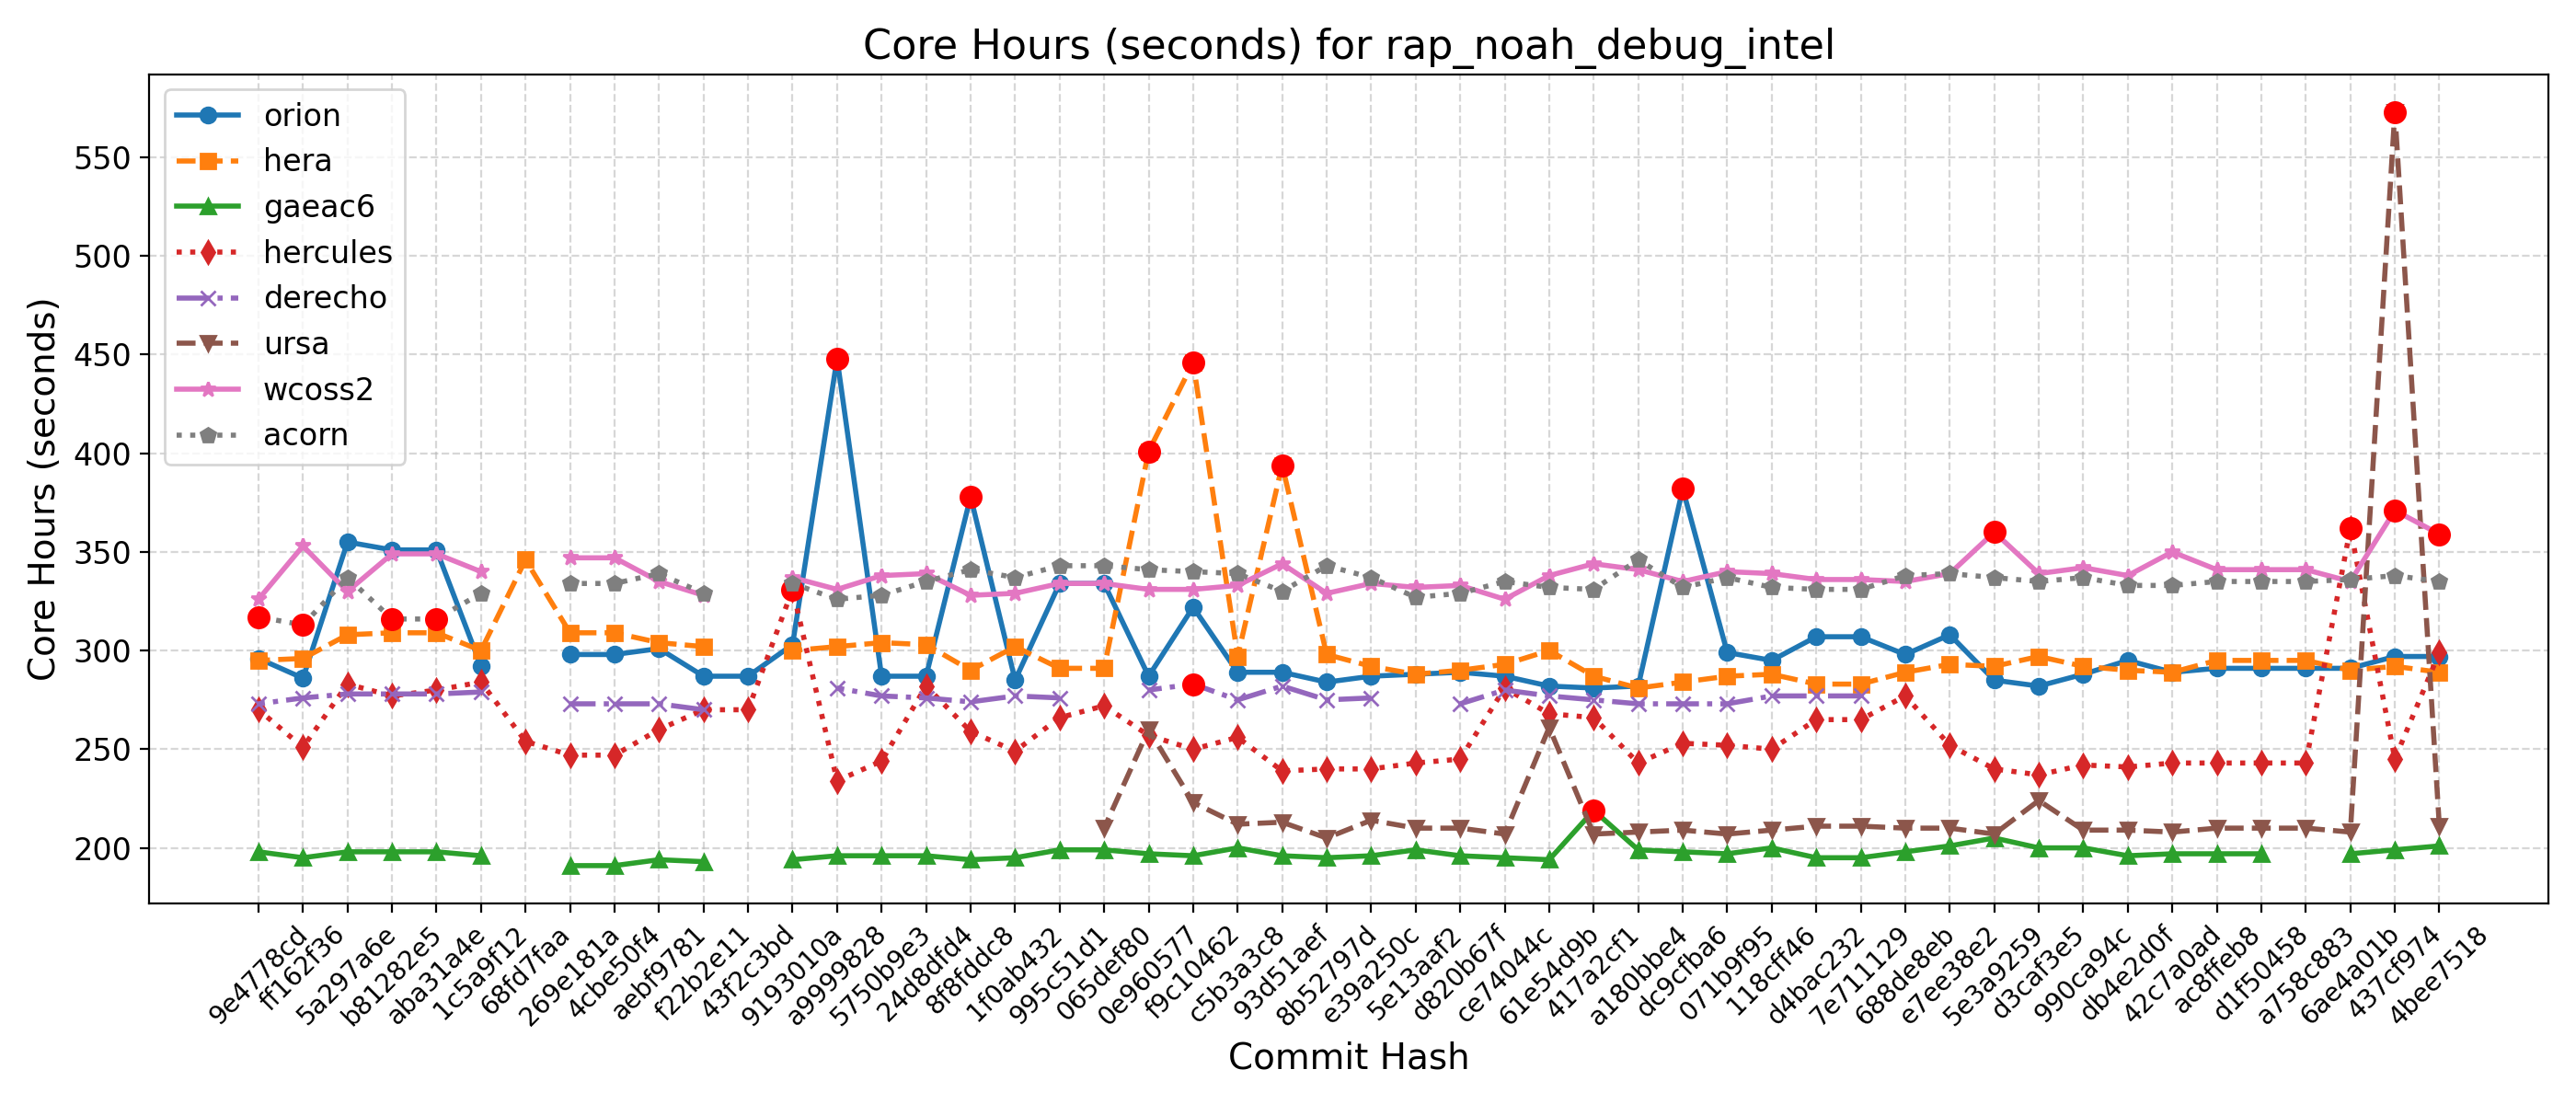 Core Hours (seconds) for rap_noah_debug_intel
Core Hours (seconds)
550
500
450
400
350
300
250
200
orion
hera
gaeac6
hercules
derecho
ursa
wcoss2
acorn
9e4778cd
ff162f36
5a297a6e
b81282e5
aba31a4e
1c5a9f12
68fd7faa
269e181a
4cbe50f4
aebf9781
f22b2e11
43f2c3bd
9193010a
a9999828
5750b9e3
24d8dfd4
8f8fddc8
1f0ab432
995c51d1
065def80
0e960577
f9c10462
c5b3a3c8
93d51aef
8b52797d
e39a250c
5e13aaf2
d820b67f
ce74044c
61e54d9b
417a2cf1
a180bbe4
dc9cfba6
071b9f95
118cff46
d4bac232
7e711129
688de8eb
e7ee38e2
5e3a9259
d3caf3e5
990ca94c
db4e2d0f
42c7a0ad
ac8ffeb8
d1f50458
a758c883
6ae4a01b
437cf974
4bee7518
Commit Hash